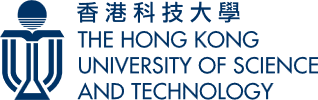 香港科技大學
THE HONG KONG
UNIVERSITY OF SCIENCE
AND TECHNOLOGY